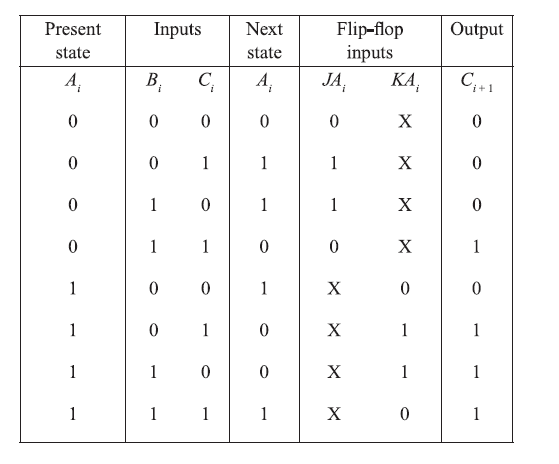 Present Inputs Next Flip-flop Output
state state inputs
A_i B_i C_i A_i JA_i KA_i C_{i+1}
0 0 0 0 0 X 0
0 0 1 1 1 X 0
0 1 0 1 1 X 0
0 1 1 0 0 X 1
1 0 0 1 X 0 0
1 0 1 0 X 1 1
1 1 0 0 X 1 1
1 1 1 1 X 0 1